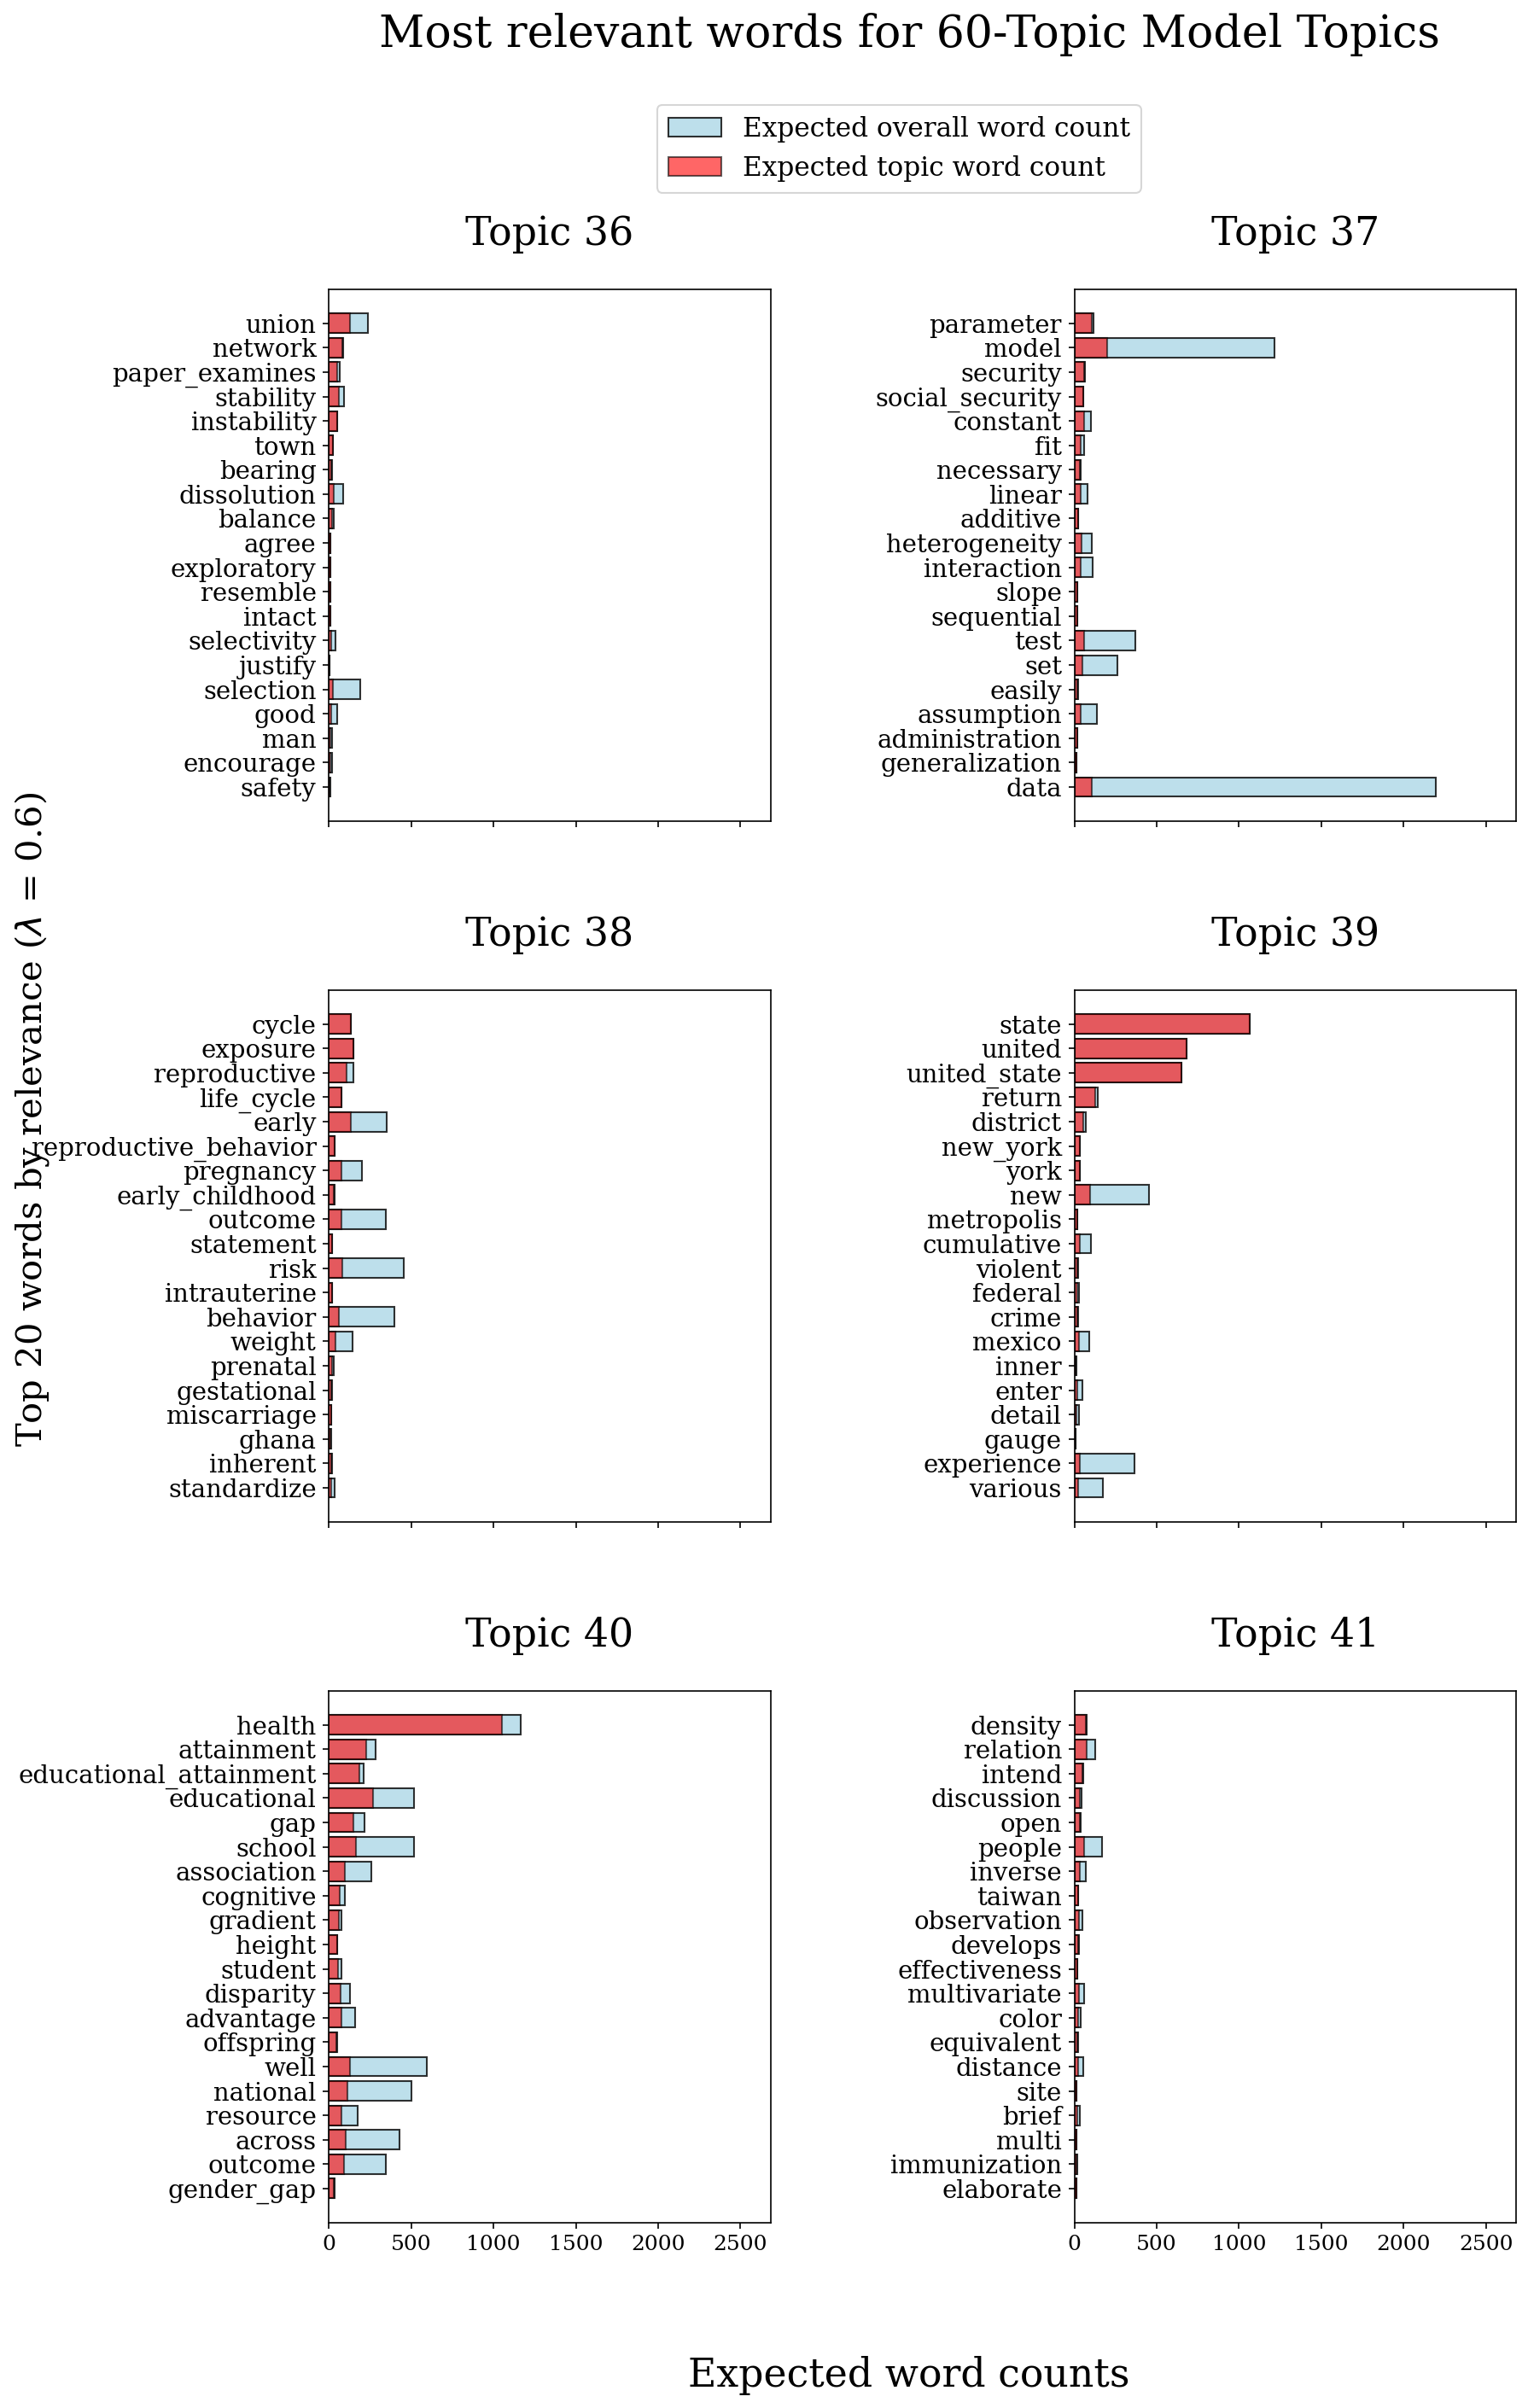 Most relevant words for 60-Topic Model Topics
Expected overall word count
Expected topic word count
Top 20 words by relevance (λ = 0.6)
Topic 36
union
network
paper_examines
stability
instability
town
bearing
dissolution
balance
agree
exploratory
resemble
intact
selectivity
justify
selection
good
man
encourage
safety
Topic 37
parameter
model
security
social_security
constant
fit
necessary
linear
additive
heterogeneity
interaction
slope
sequential
test
set
easily
assumption
administration
generalization
data
Topic 38
cycle
exposure
reproductive
life_cycle
early
reproductive_behavior
pregnancy
early_childhood
outcome
statement
risk
intrauterine
behavior
weight
prenatal
gestational
miscarriage
ghana
inherent
standardize
Topic 39
state
united
united_state
return
district
new_york
york
new
metropolis
cumulative
violent
federal
crime
mexico
inner
enter
detail
gauge
experience
various
Topic 40
health
attainment
educational_attainment
educational
gap
school
association
cognitive
gradient
height
student
disparity
advantage
offspring
well
national
resource
across
outcome
gender_gap
0 500 1000 1500 2000 2500
Topic 41
density
relation
intend
discussion
open
people
inverse
taiwan
observation
develops
effectiveness
multivariate
color
equivalent
distance
site
brief
multi
immunization
elaborate
0 500 1000 1500 2000 2500
Expected word counts